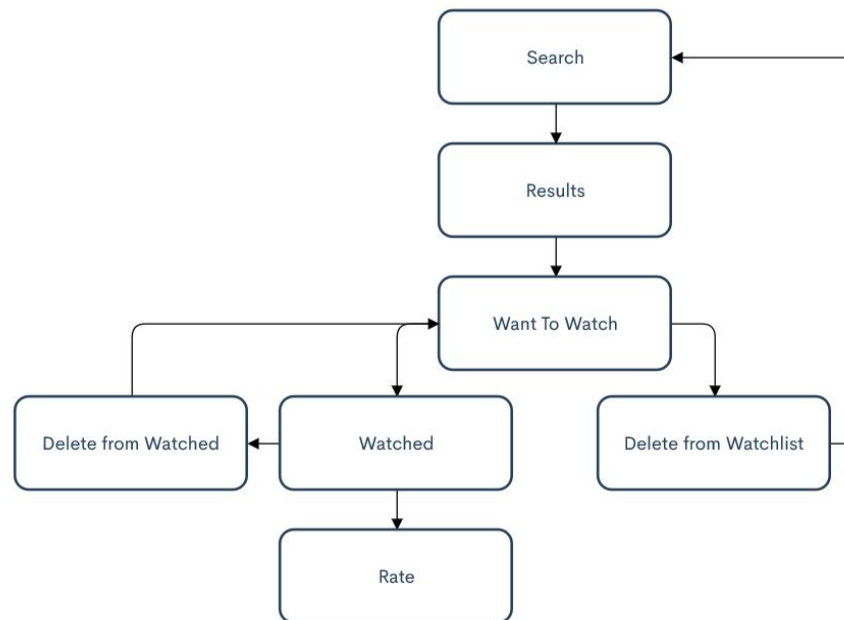 Search
Results
Want To Watch
Delete from Watched
Watched
Delete from Watchlist
Rate